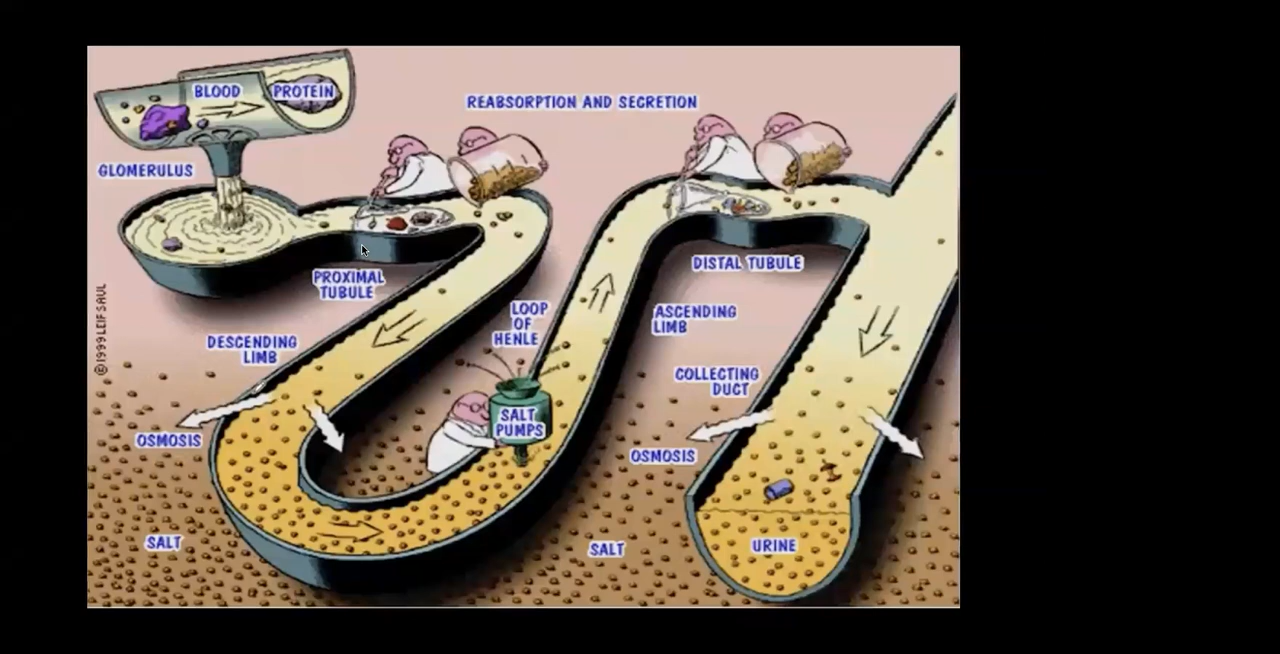 BLOOD
PROTEIN
REABSORPTION AND SECRETION
GLOMERULUS
PROXIMAL
TUBULE
DISTAL TUBULE
LOOP
OF
HENLE
ASCENDING
LIMB
DESCENDING
LIMB
COLLECTING
DUCT
SALT
PUMPS
OSMOSIS
OSMOSIS
SALT
SALT
URINE
©1999 LEIF SAUL